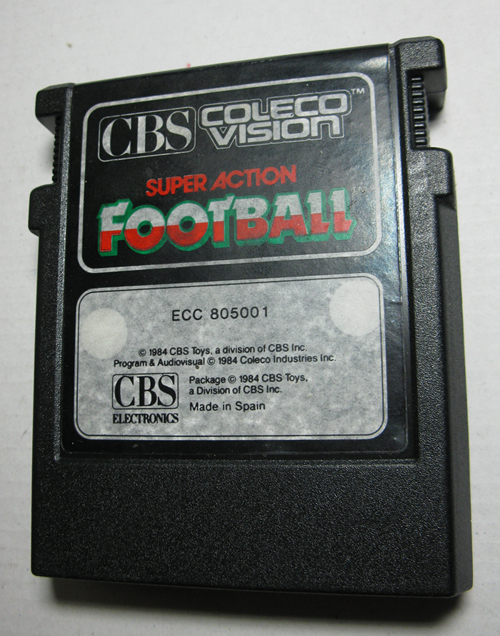 CBS COLECO VISION™
SUPER ACTION
FOOTBALL™
ECC 805001
© 1984 CBS Toys, a division of CBS Inc.
Program & Audiovisual © 1984 Coleco Industries Inc.
CBS ELECTRONICS
Package © 1984 CBS Toys,
a Division of CBS Inc.
Made in Spain